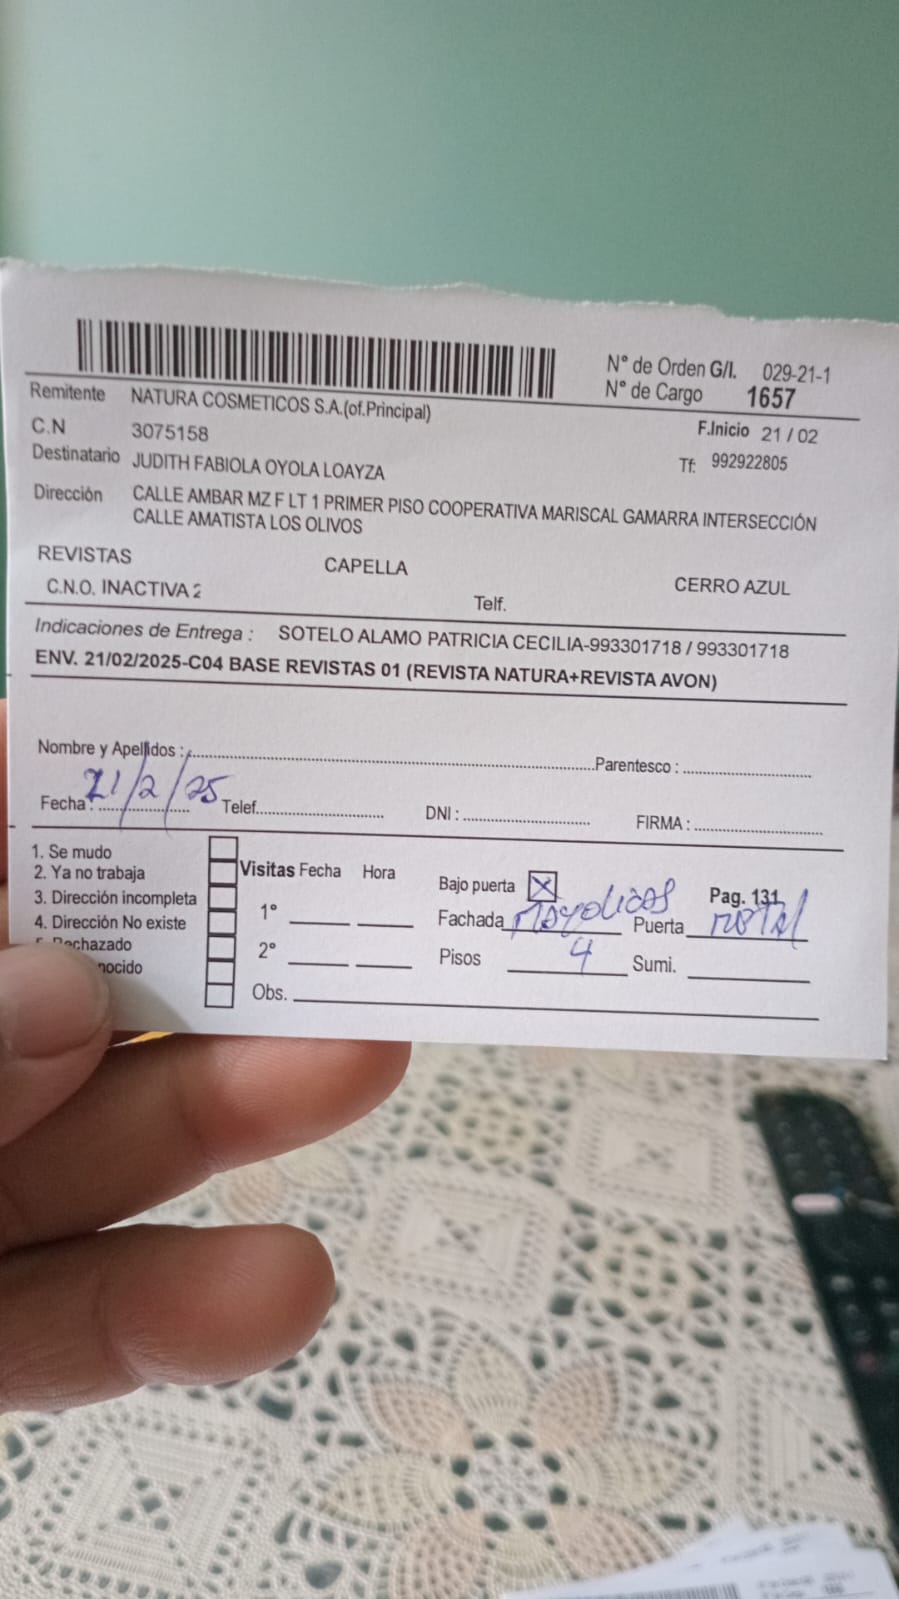 N° de Orden G/I. 029-21-1
N° de Cargo 1657
Remitente NATURA COSMETICOS S.A.(of.Principal)
F.Inicio 21 / 02
C.N 3075158
Tf: 992922805
Destinatario JUDITH FABIOLA OYOLA LOAYZA
Dirección CALLE AMBAR MZ F LT 1 PRIMER PISO COOPERATIVA MARISCAL GAMARRA INTERSECCIÓN
CALLE AMATISTA LOS OLIVOS
REVISTAS CAPELLA CERRO AZUL
C.N.O. INACTIVA 2 Telf.
Indicaciones de Entrega : SOTELO ALAMO PATRICIA CECILIA-993301718 / 993301718
ENV. 21/02/2025-C04 BASE REVISTAS 01 (REVISTA NATURA+REVISTA AVON)
Nombre y Apellidos : Parentesco :
Fecha : 21/2/25 Telef. DNI : FIRMA :
1. Se mudo
2. Ya no trabaja
3. Dirección incompleta
4. Dirección No existe
5. Rechazado
Visitas Fecha Hora
1°
2°
Obs.
Bajo puerta X Pag. 131
Fachada Mayolicas Puerta metal
Pisos 4 Sumi.